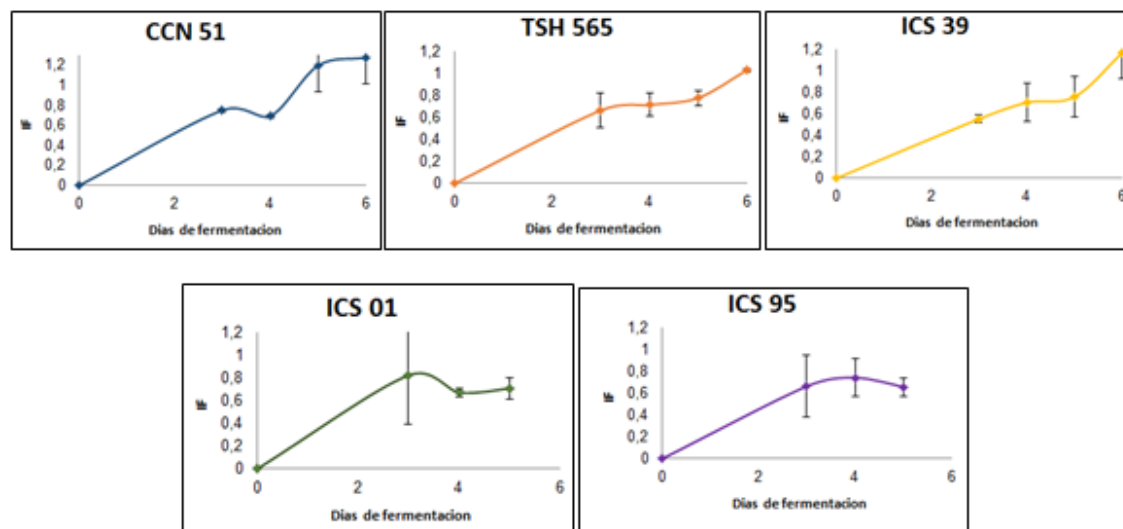 CCN 51
1,2
1
0,8
0,6
0,4
0,2
0
IF
0 2 4 6
Dias de fermentacion
TSH 565
1,2
1
0,8
0,6
0,4
0,2
0
IF
0 2 4 6
Dias de fermentacion
ICS 39
1,2
1
0,8
0,6
0,4
0,2
0
IF
0 2 4 6
Dias de fermentacion
ICS 01
1,2
1
0,8
0,6
0,4
0,2
0
IF
0 2 4 6
Dias de fermentacion
ICS 95
1,2
1
0,8
0,6
0,4
0,2
0
IF
0 2 4 6
Dias de fermentacion